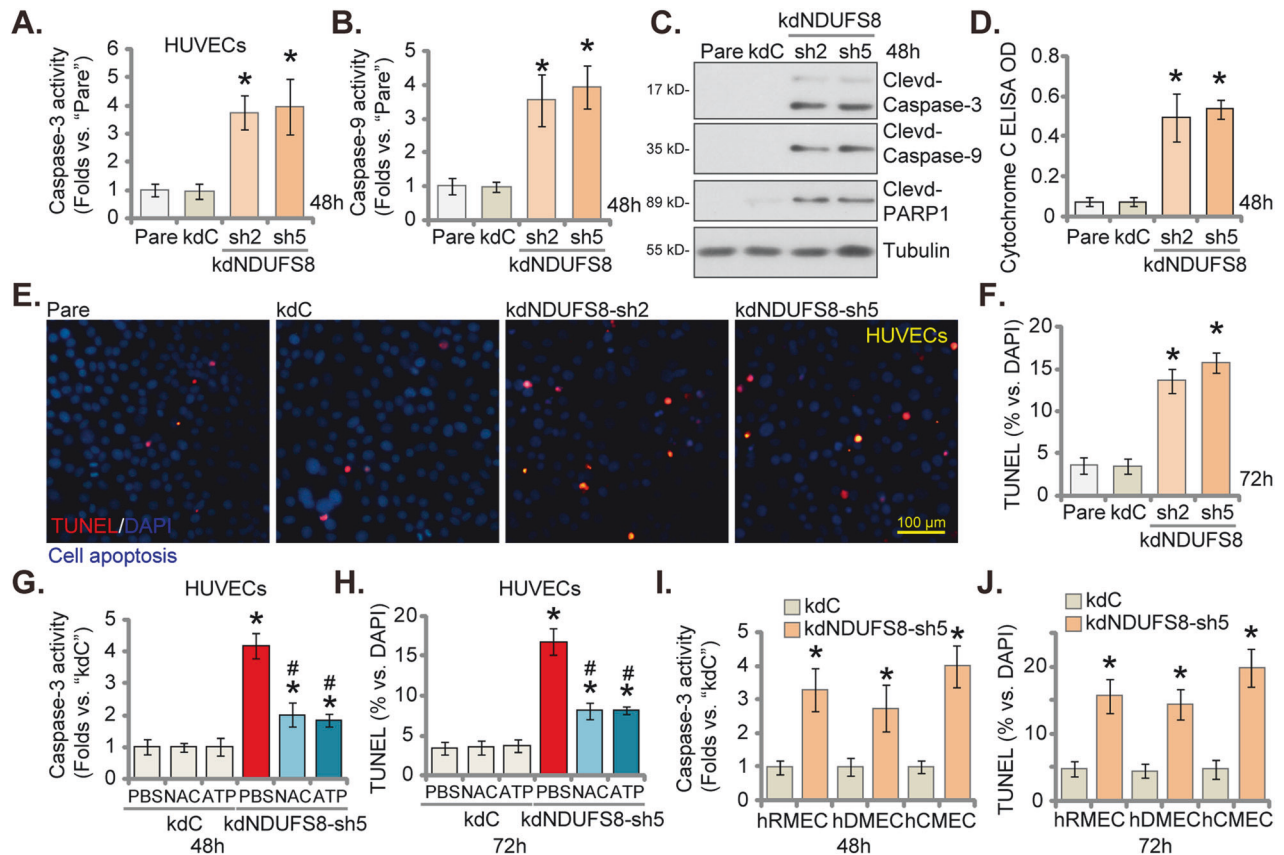 A.
HUVECs
Caspase-3 activity
(Folds vs. "Pare")
6
5
4
3
2
1
0
*
*
48h
Pare kdC sh2 sh5
kdNDUFS8
B.
Caspase-9 activity
(Folds vs. "Pare")
5
4
3
2
1
0
*
*
48h
Pare kdC sh2 sh5
kdNDUFS8
C.
kdNDUFS8
Pare kdC sh2 sh5 48h
17 kD-
Clevd-
Caspase-3
35 kD-
Clevd-
Caspase-9
89 kD-
Clevd-
PARP1
55 kD-
Tubulin
D.
Cytochrome C ELISA OD
0.8
0.6
0.4
0.2
0
*
*
48h
Pare kdC sh2 sh5
kdNDUFS8
E.
Pare
kdC
kdNDUFS8-sh2
kdNDUFS8-sh5
HUVECs
TUNEL/DAPI
100 µm
Cell apoptosis
F.
TUNEL (% vs. DAPI)
20
15
10
5
0
*
*
72h
Pare kdC sh2 sh5
kdNDUFS8
G.
HUVECs
Caspase-3 activity
(Folds vs. "kdC")
5
4
3
2
1
0
*
#
*
#
*
PBS NAC ATP PBS NAC ATP
kdC kdNDUFS8-sh5
48h
H.
HUVECs
TUNEL (% vs. DAPI)
20
15
10
5
0
*
#
*
#
*
PBS NAC ATP PBS NAC ATP
kdC kdNDUFS8-sh5
72h
I.
kdC
kdNDUFS8-sh5
Caspase-3 activity
(Folds vs. "kdC")
5
4
3
2
1
0
*
*
*
hRMEC hDMEC hCMEC
48h
J.
kdC
kdNDUFS8-sh5
TUNEL (% vs. DAPI)
30
20
10
0
*
*
*
hRMEC hDMEC hCMEC
72h